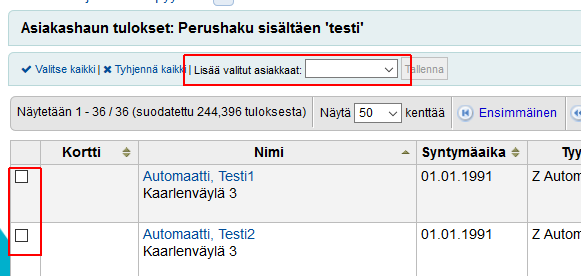 Asiakashaun tulokset: Perushaku sisältäen 'testi'
Valitse kaikki | Tyhjennä kaikki | Lisää valitut asiakkaat: Tallenna
Näytetään 1 - 36 / 36 (suodatettu 244,396 tuloksesta) Näytä 50 kenttää Ensimmäinen
Kortti Nimi Syntymäaika Tyy
Automaatti, Testi1 01.01.1991 Z Autom
Kaarlenväylä 3
Automaatti, Testi2 01.01.1991 Z Autom
Kaarlenväylä 3